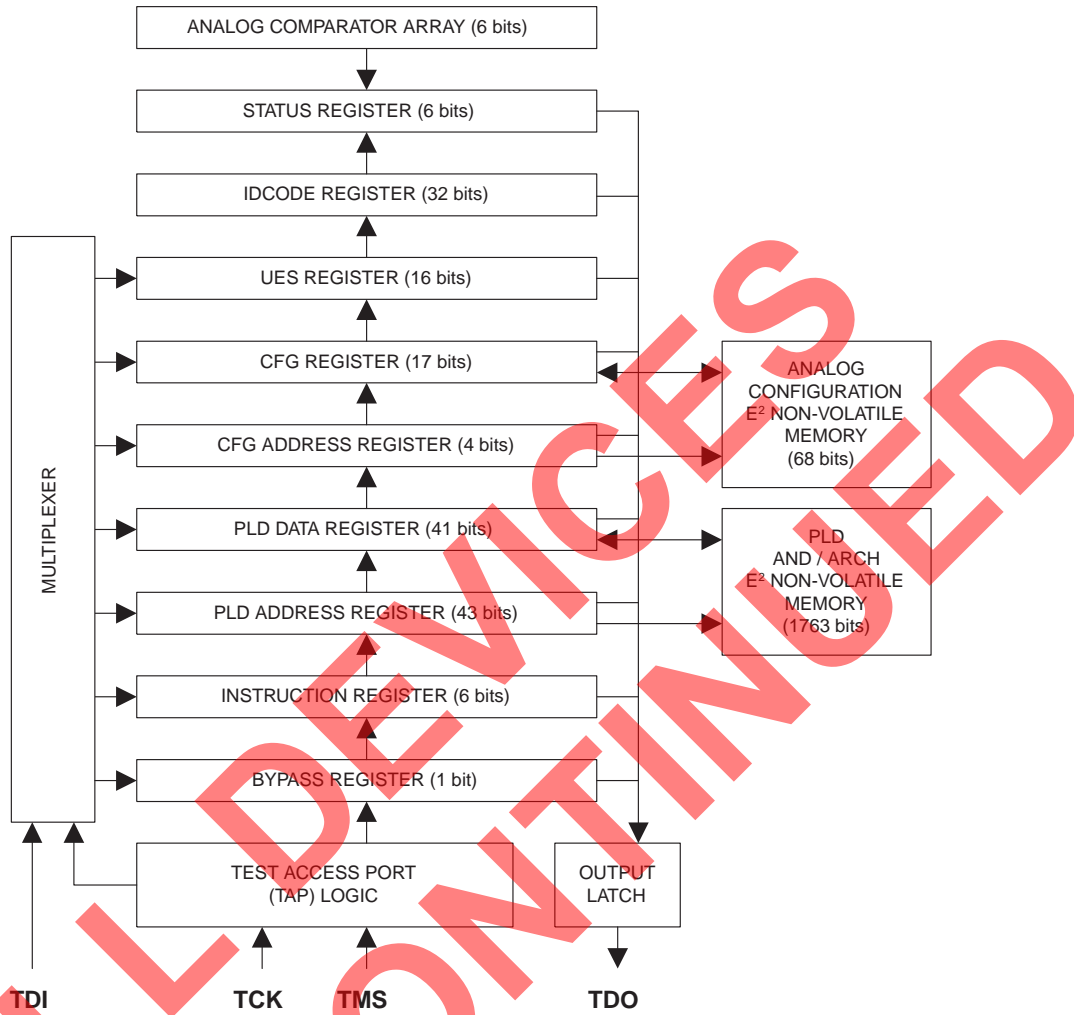 ANALOG COMPARATOR ARRAY (6 bits)
STATUS REGISTER (6 bits)
IDCODE REGISTER (32 bits)
UES REGISTER (16 bits)
CFG REGISTER (17 bits)
CFG ADDRESS REGISTER (4 bits)
PLD DATA REGISTER (41 bits)
PLD ADDRESS REGISTER (43 bits)
INSTRUCTION REGISTER (6 bits)
BYPASS REGISTER (1 bit)
MULTIPLEXER
ANALOG
CONFIGURATION
E² NON-VOLATILE
MEMORY
(68 bits)
PLD
AND / ARCH
E² NON-VOLATILE
MEMORY
(1763 bits)
TEST ACCESS PORT
(TAP) LOGIC
OUTPUT
LATCH
TDI
TCK
TMS
TDO
L DEVICES
ONTINUED